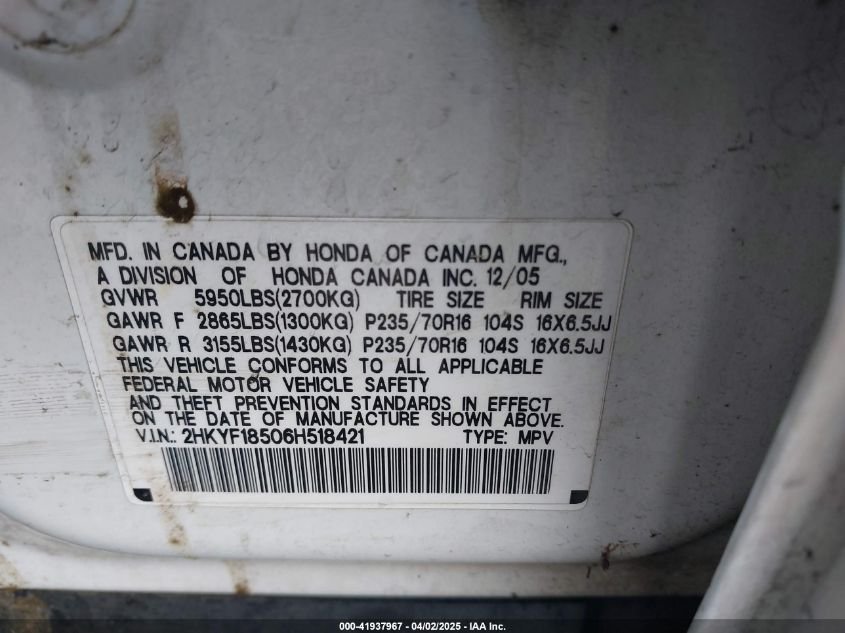 MFD. IN CANADA BY HONDA OF CANADA MFG.,
A DIVISION OF HONDA CANADA INC. 12/05
GVWR 5950LBS(2700KG) TIRE SIZE RIM SIZE
GAWR F 2865LBS(1300KG) P235/70R16 104S 16X6.5JJ
GAWR R 3155LBS(1430KG) P235/70R16 104S 16X6.5JJ
THIS VEHICLE CONFORMS TO ALL APPLICABLE
FEDERAL MOTOR VEHICLE SAFETY
AND THEFT PREVENTION STANDARDS IN EFFECT
ON THE DATE OF MANUFACTURE SHOWN ABOVE.
V.I.N.: 2HKYF18506H518421 TYPE: MPV
000-41937967 - 04/02/2025 - IAA Inc.